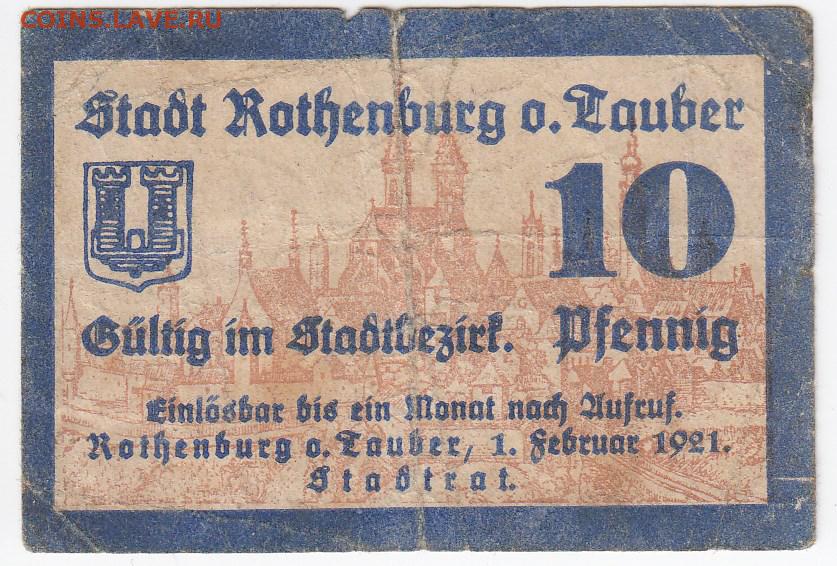 COINS.LAVE.RU
Stadt Rothenburg o. Tauber
10
Gültig im Stadtbezirk. Pfennig
Einlösbar bis ein Monat nach Aufruf.
Rothenburg o. Tauber, 1. Februar 1921.
Stadtrat.